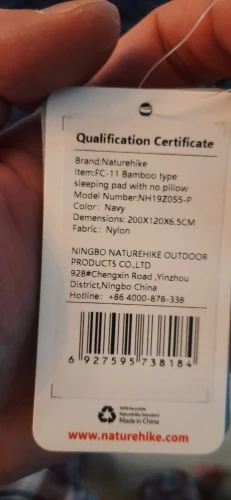 Qualification Certificate
Brand:Naturehike
Item:FC-11 Bamboo type
sleeping pad with no pillow
Model Number:NH19Z055-P
Color: Navy
Demensions: 200X120X6.5CM
Fabric: Nylon
NINGBO NATUREHIKE OUTDOOR
PRODUCTS CO.,LTD
928#Chengxin Road ,Yinzhou
District,Ningbo China
Hotline: +86 4000-878-338
6 927595 738184
100% Recyclable
Made in China
www.naturehike.com